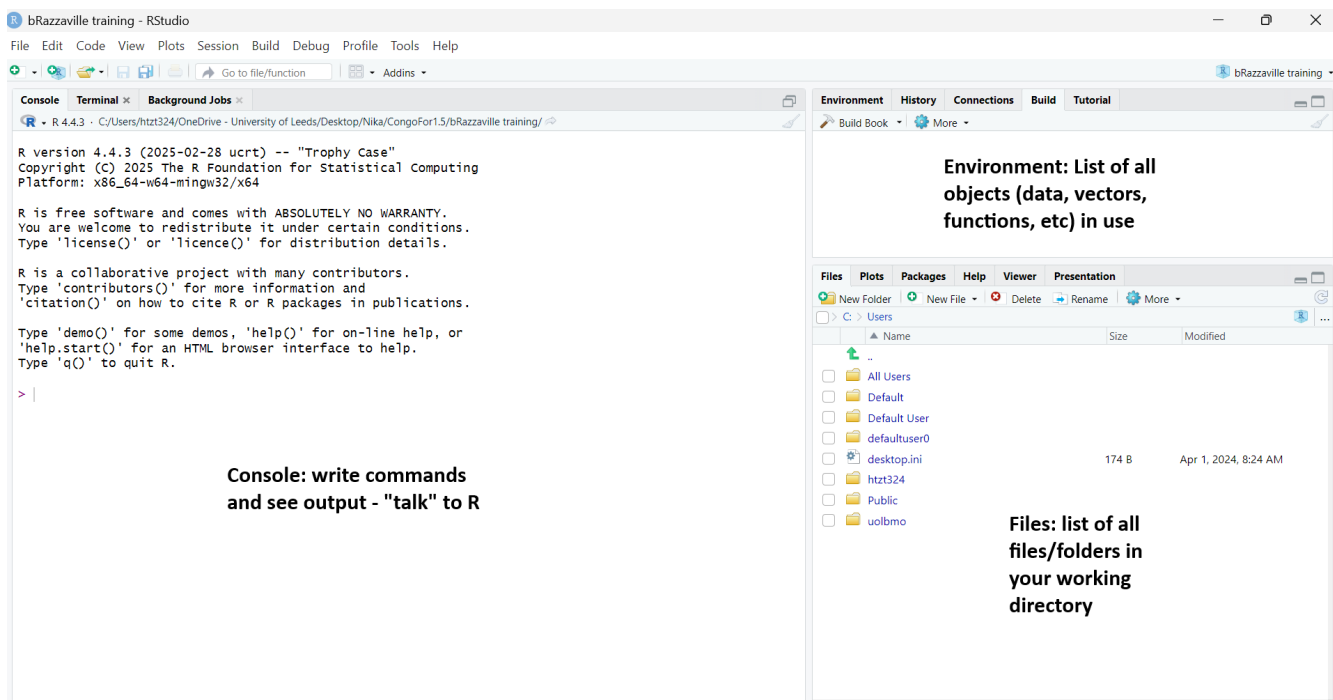 bRazzaville training - RStudio
File Edit Code View Plots Session Build Debug Profile Tools Help
Go to file/function Addins bRazzaville training
Console Terminal Background Jobs
R 4.4.3 · C:/Users/htzt324/OneDrive - University of Leeds/Desktop/Nika/CongoFor1.5/bRazzaville training/
R version 4.4.3 (2025-02-28 ucrt) -- "Trophy Case"
Copyright (C) 2025 The R Foundation for Statistical Computing
Platform: x86_64-w64-mingw32/x64
R is free software and comes with ABSOLUTELY NO WARRANTY.
You are welcome to redistribute it under certain conditions.
Type 'license()' or 'licence()' for distribution details.
R is a collaborative project with many contributors.
Type 'contributors()' for more information and
'citation()' on how to cite R or R packages in publications.
Type 'demo()' for some demos, 'help()' for on-line help, or
'help.start()' for an HTML browser interface to help.
Type 'q()' to quit R.
>
Console: write commands
and see output - "talk" to R
Environment History Connections Build Tutorial
Build Book More
Environment: List of all
objects (data, vectors,
functions, etc) in use
Files Plots Packages Help Viewer Presentation
New Folder New File Delete Rename More
C: > Users ...
Name Size Modified
..
All Users
Default
Default User
defaultuser0
desktop.ini 174 B Apr 1, 2024, 8:24 AM
htzt324
Public
uolbmo
Files: list of all
files/folders in
your working
directory